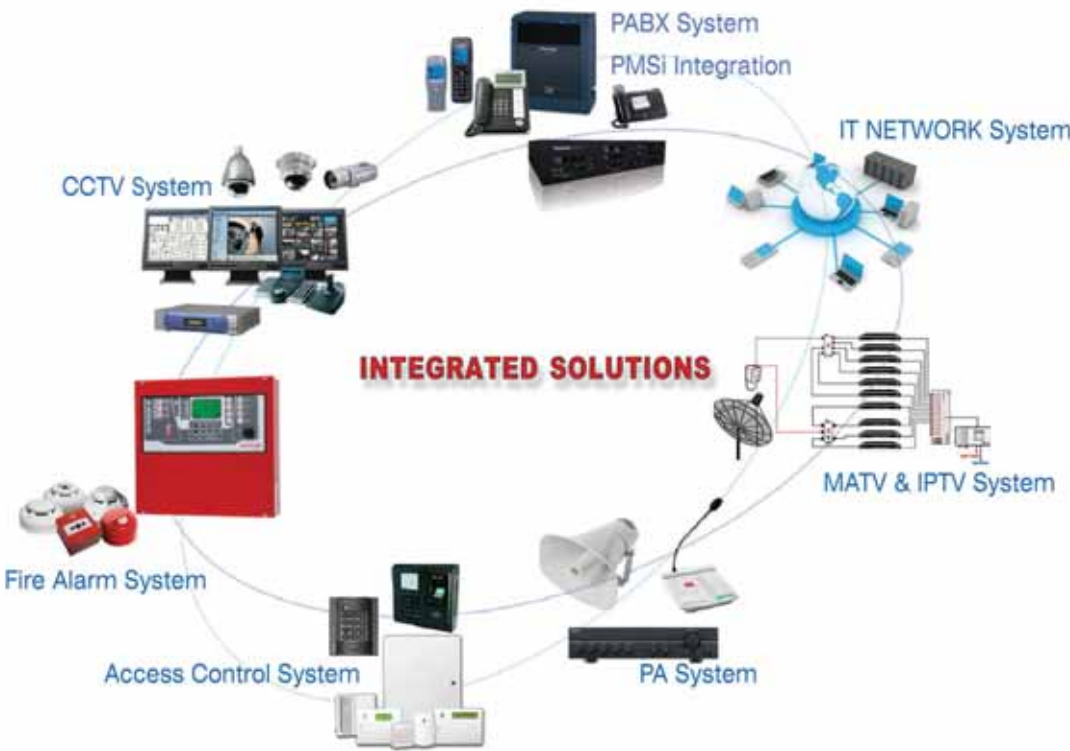 PABX System
PMSi Integration
IT NETWORK System
CCTV System
INTEGRATED SOLUTIONS
MATV & IPTV System
Fire Alarm System
Access Control System
PA System